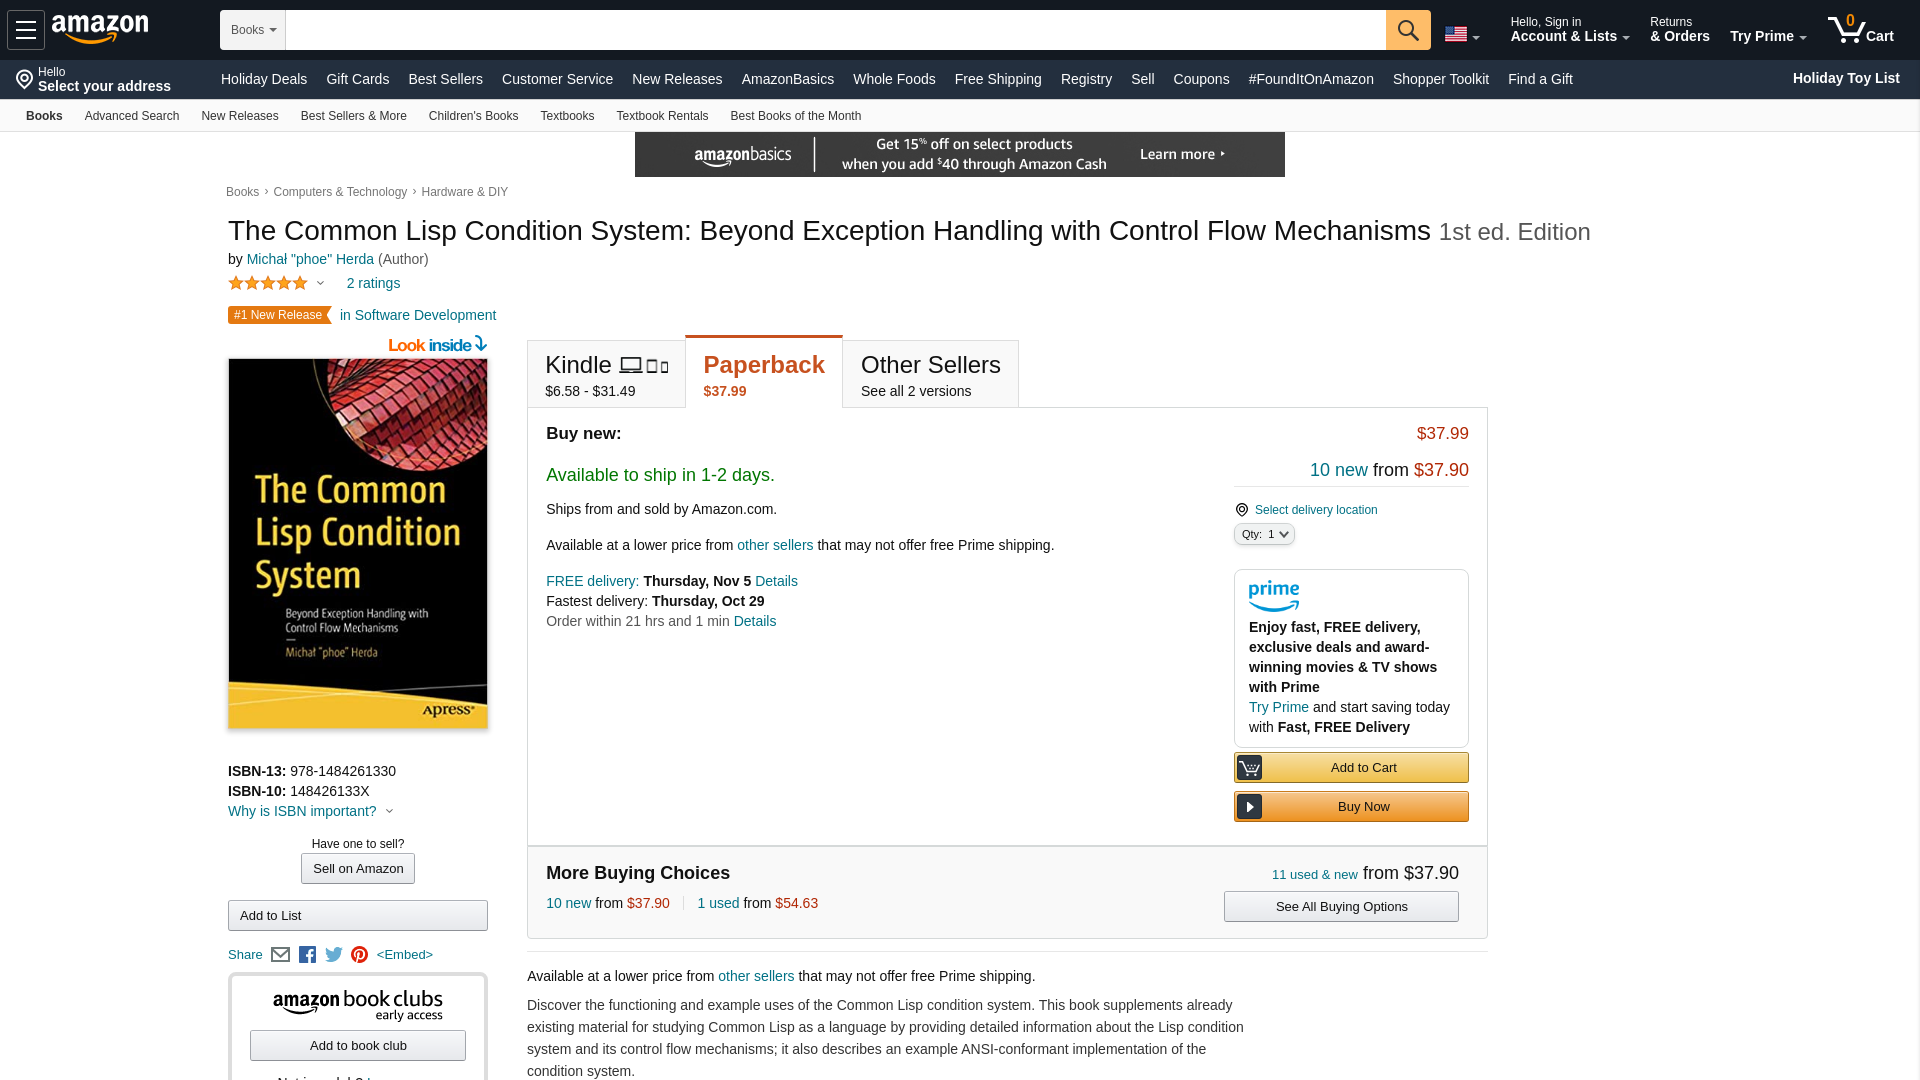 amazon
Books
0
Hello, Sign in
Account & Lists
Returns
& Orders
Try Prime
Cart
Hello
Select your address
Holiday Deals Gift Cards Best Sellers Customer Service New Releases AmazonBasics Whole Foods Free Shipping Registry Sell Coupons #FoundItOnAmazon Shopper Toolkit Find a Gift
Holiday Toy List
Books Advanced Search New Releases Best Sellers & More Children's Books Textbooks Textbook Rentals Best Books of the Month
amazonbasics
Get 15% off on select products
when you add $40 through Amazon Cash
Learn more ▸
Books › Computers & Technology › Hardware & DIY
The Common Lisp Condition System: Beyond Exception Handling with Control Flow Mechanisms 1st ed. Edition
by Michał "phoe" Herda (Author)
2 ratings
#1 New Release in Software Development
Look inside
The Common
Lisp Condition
System
Beyond Exception Handling with
Control Flow Mechanisms
Michał "phoe" Herda
Apress®
ISBN-13: 978-1484261330
ISBN-10: 148426133X
Why is ISBN important?
Have one to sell?
Sell on Amazon
Add to List
Share <Embed>
amazon book clubs
early access
Add to book club
Kindle
$6.58 - $31.49
Paperback
$37.99
Other Sellers
See all 2 versions
Buy new:
$37.99
Available to ship in 1-2 days.
10 new from $37.90
Ships from and sold by Amazon.com.
Select delivery location
Qty: 1
Available at a lower price from other sellers that may not offer free Prime shipping.
FREE delivery: Thursday, Nov 5 Details
Fastest delivery: Thursday, Oct 29
Order within 21 hrs and 1 min Details
prime
Enjoy fast, FREE delivery,
exclusive deals and award-
winning movies & TV shows
with Prime
Try Prime and start saving today
with Fast, FREE Delivery
Add to Cart
Buy Now
More Buying Choices
10 new from $37.90
1 used from $54.63
11 used & new from $37.90
See All Buying Options
Available at a lower price from other sellers that may not offer free Prime shipping.
Discover the functioning and example uses of the Common Lisp condition system. This book supplements already
existing material for studying Common Lisp as a language by providing detailed information about the Lisp condition
system and its control flow mechanisms; it also describes an example ANSI-conformant implementation of the
condition system.